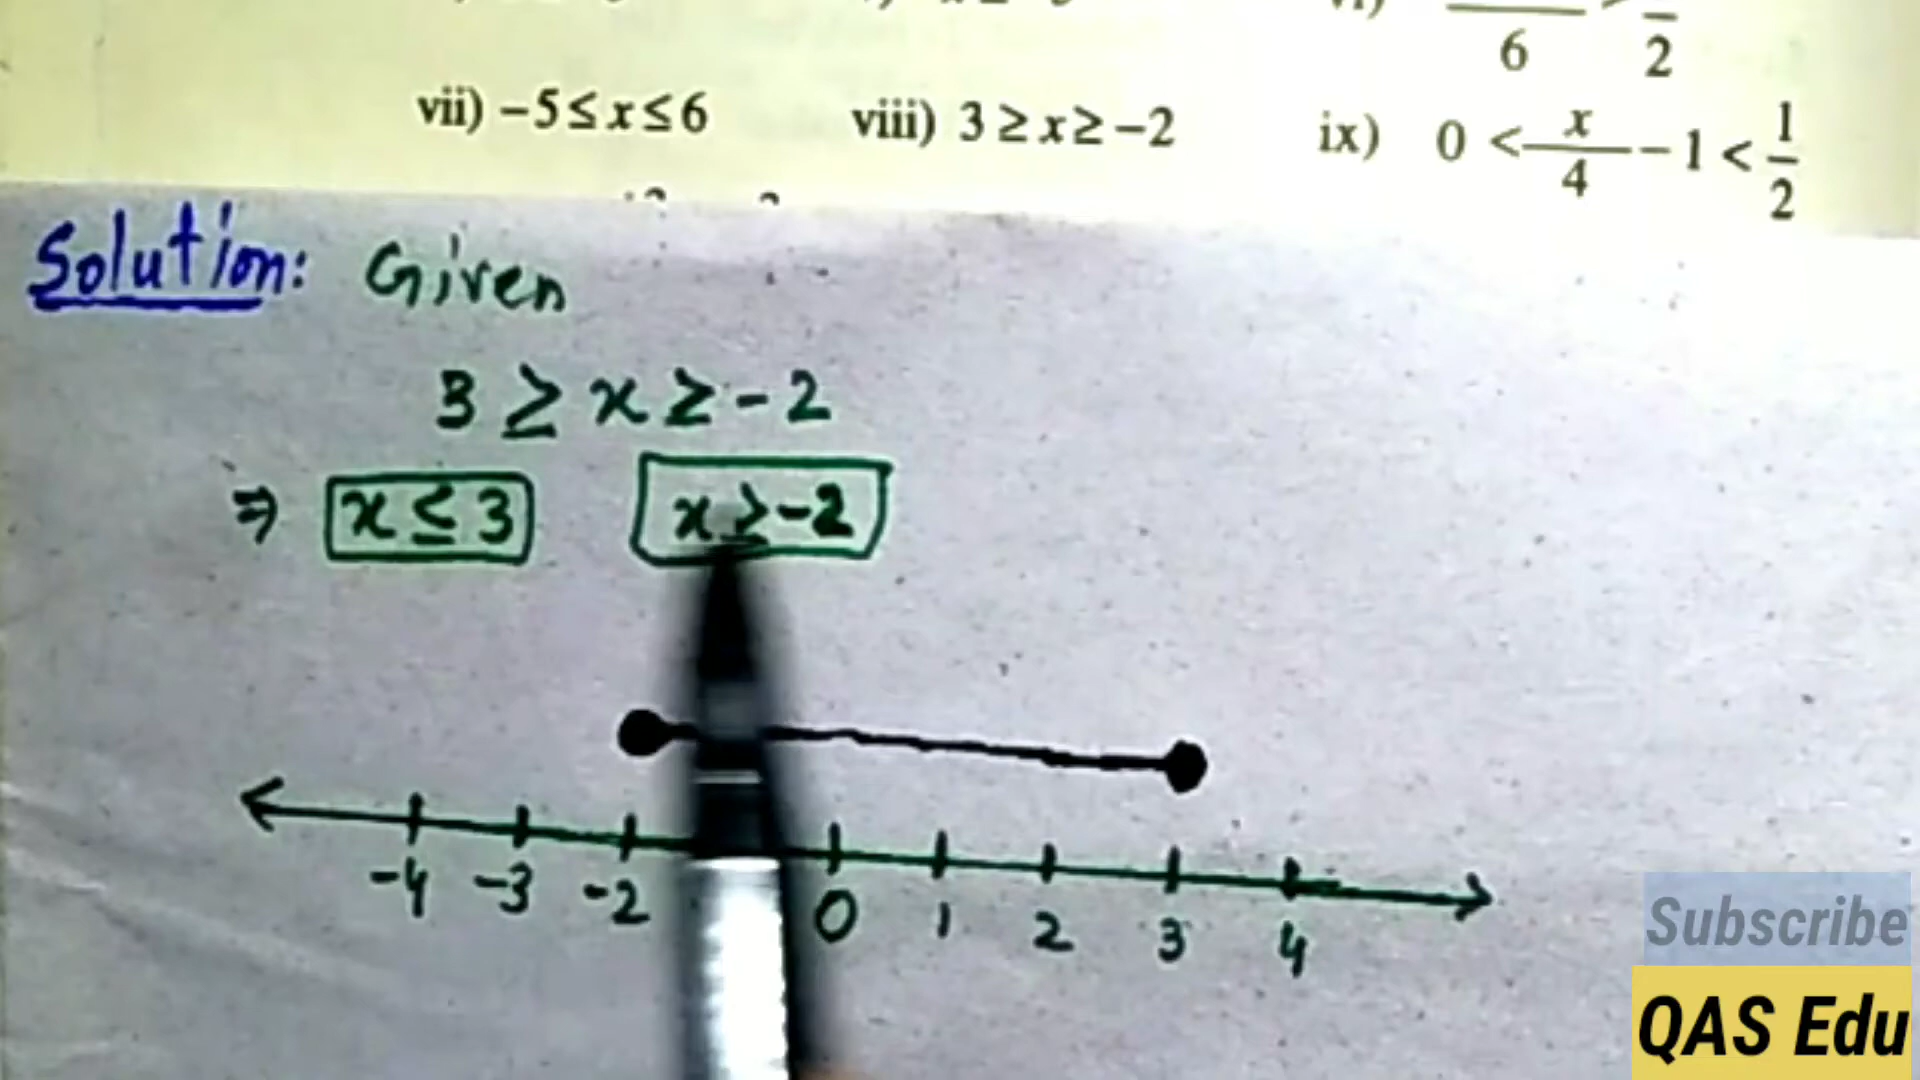 6 2
vii) −5≤x≤6 viii) 3≥x≥−2 ix) 0 < x/4 − 1 < 1/2
Solution: Given
3 ≥ x ≥ -2
⇒ x ≤ 3 x ≥ -2
-4 -3 -2 0 1 2 3 4
Subscribe
QAS Edu